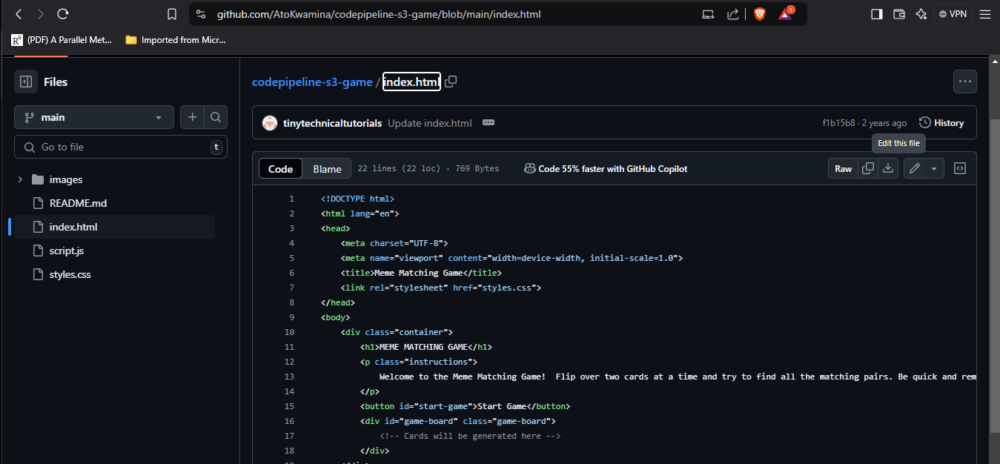 github.com/AtoKwamina/codepipeline-s3-game/blob/main/index.html
1
VPN
R⁶ (PDF) A Parallel Met...
Imported from Micr...
Files
codepipeline-s3-game / index.html
main
tinytechnicaltutorials Update index.html
f1b15b8 · 2 years ago
History
Go to file
t
Edit this file
Code Blame 22 lines (22 loc) · 769 Bytes
Code 55% faster with GitHub Copilot
Raw
images
README.md
index.html
script.js
styles.css
1 <!DOCTYPE html>
2 <html lang="en">
3 <head>
4 <meta charset="UTF-8">
5 <meta name="viewport" content="width=device-width, initial-scale=1.0">
6 <title>Meme Matching Game</title>
7 <link rel="stylesheet" href="styles.css">
8 </head>
9 <body>
10 <div class="container">
11 <h1>MEME MATCHING GAME</h1>
12 <p class="instructions">
13 Welcome to the Meme Matching Game!  Flip over two cards at a time and try to find all the matching pairs. Be quick and rem
14 </p>
15 <button id="start-game">Start Game</button>
16 <div id="game-board" class="game-board">
17 <!-- Cards will be generated here -->
18 </div>